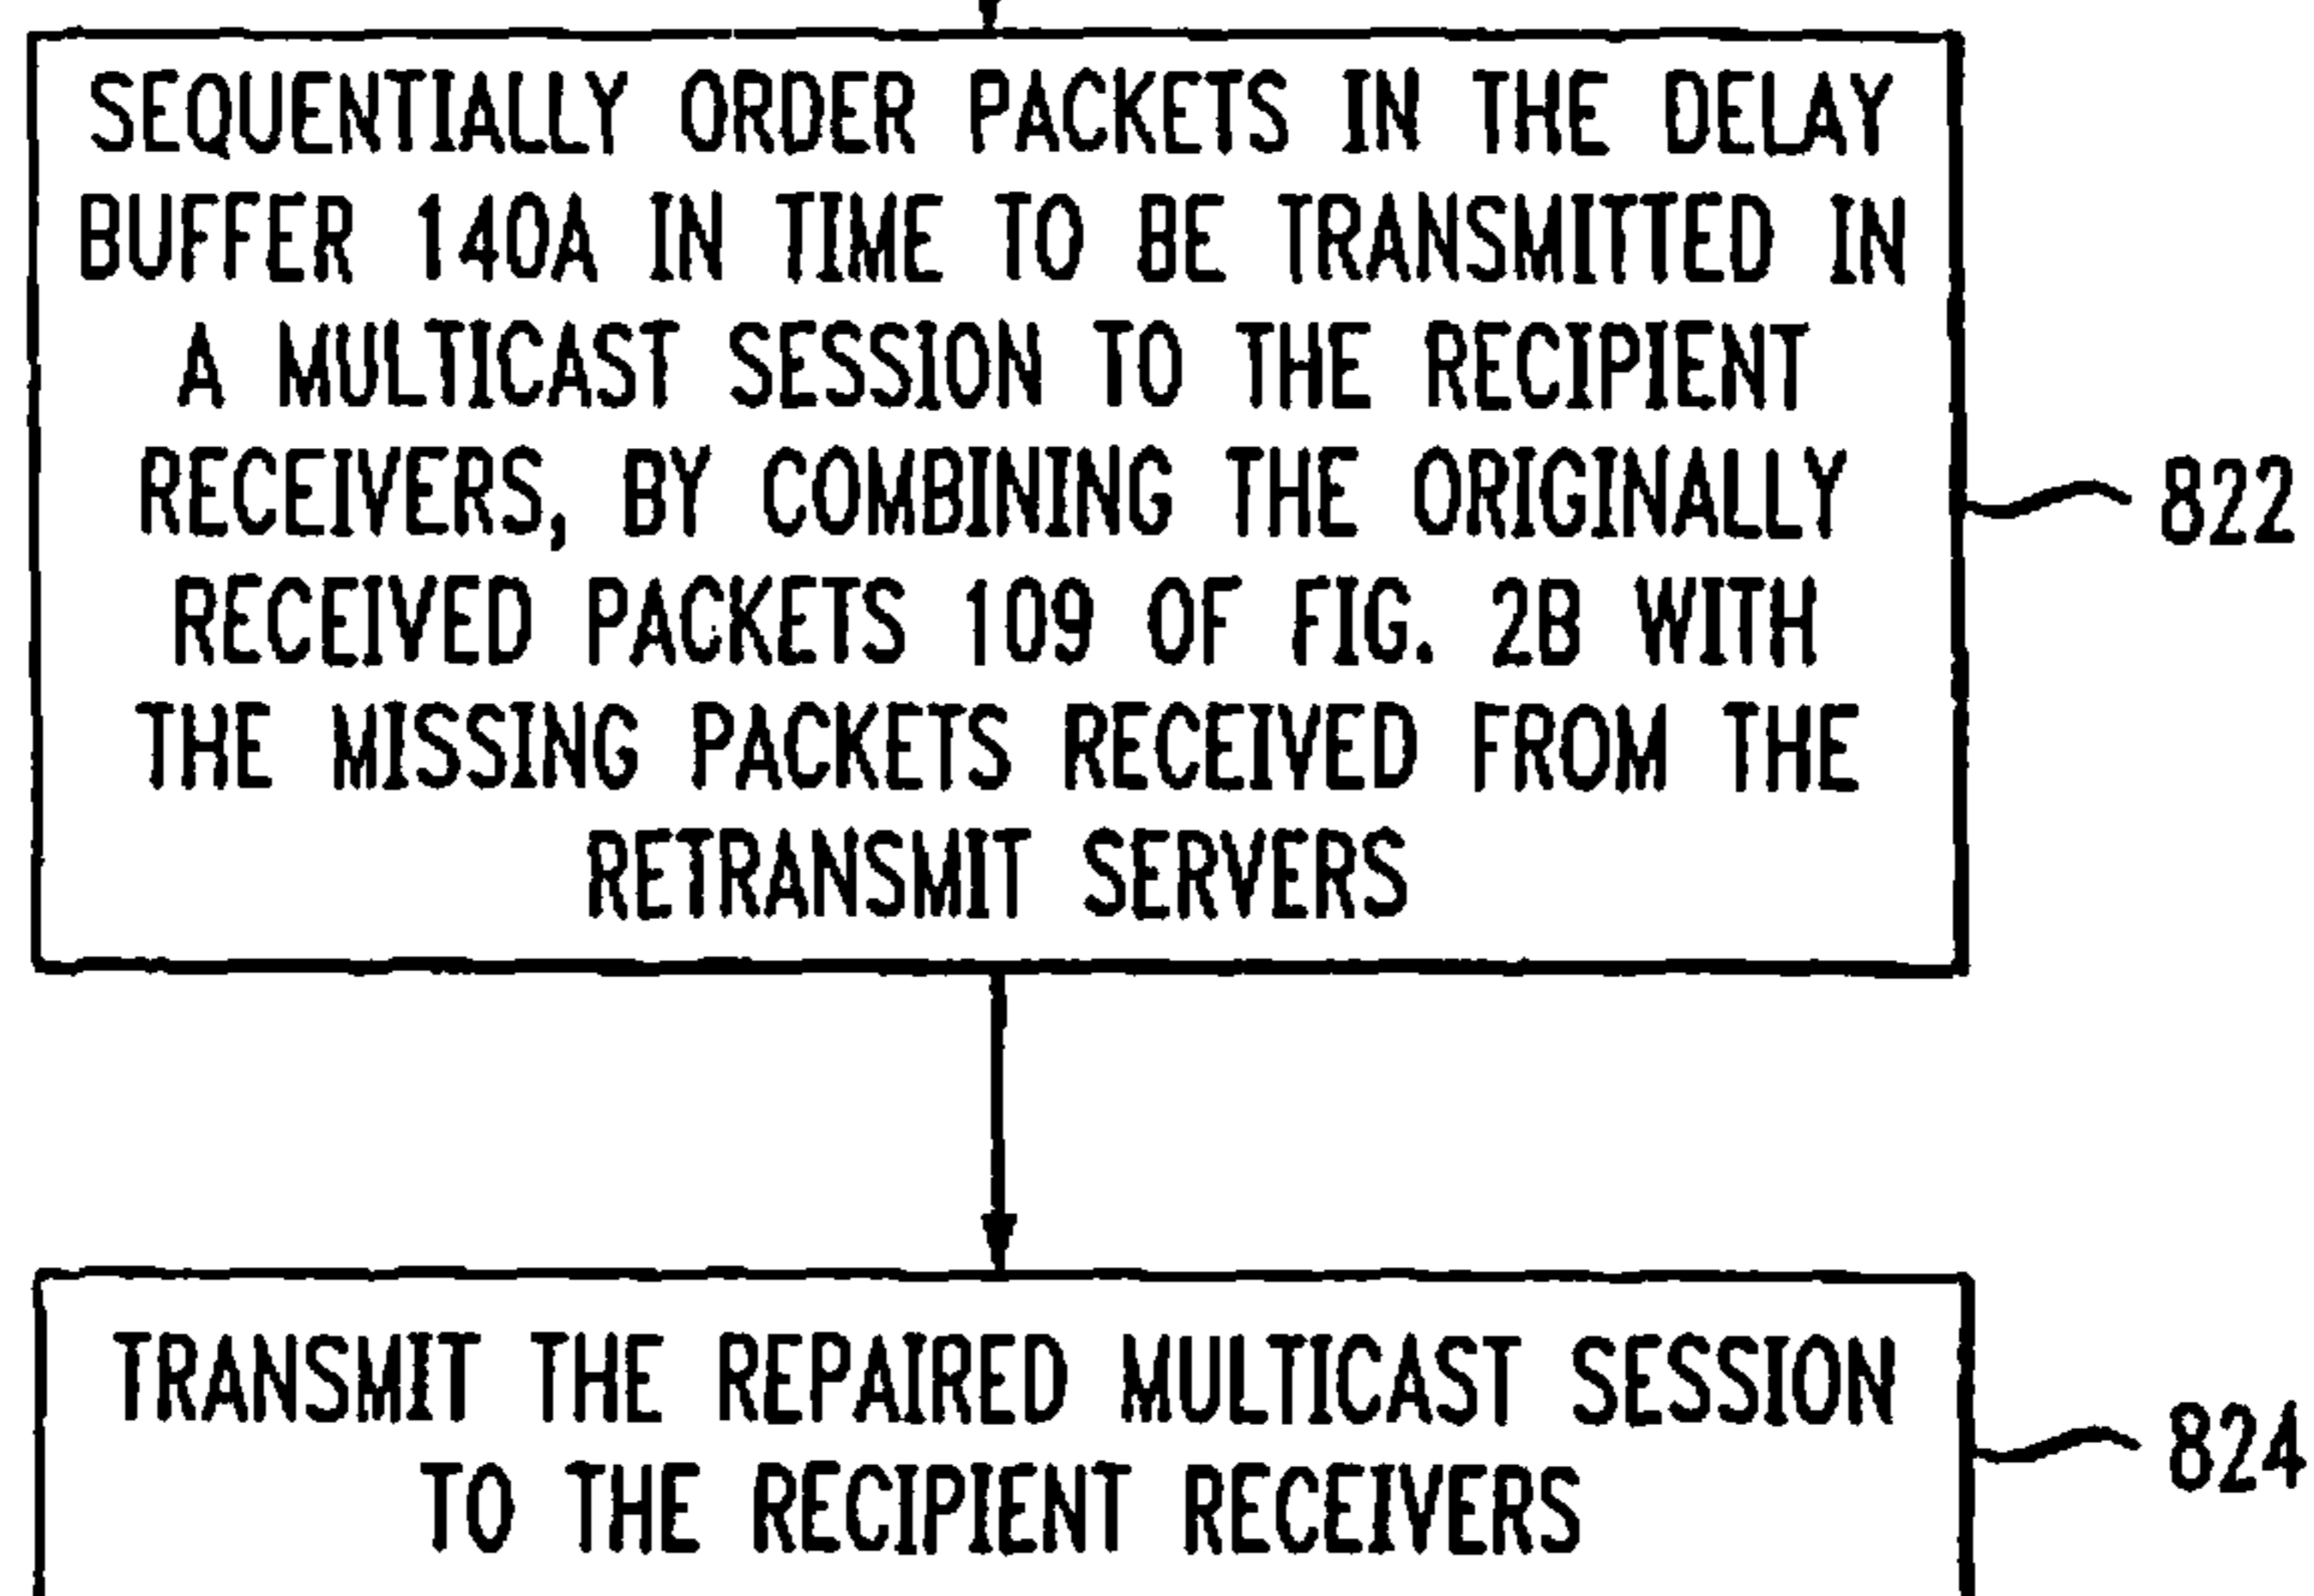 SEQUENTIALLY ORDER PACKETS IN THE DELAY
BUFFER 140A IN TIME TO BE TRANSMITTED IN
A MULTICAST SESSION TO THE RECIPIENT
RECEIVERS, BY COMBINING THE ORIGINALLY
RECEIVED PACKETS 109 OF FIG. 2B WITH
THE MISSING PACKETS RECEIVED FROM THE
RETRANSMIT SERVERS
822
TRANSMIT THE REPAIRED MULTICAST SESSION
TO THE RECIPIENT RECEIVERS
824